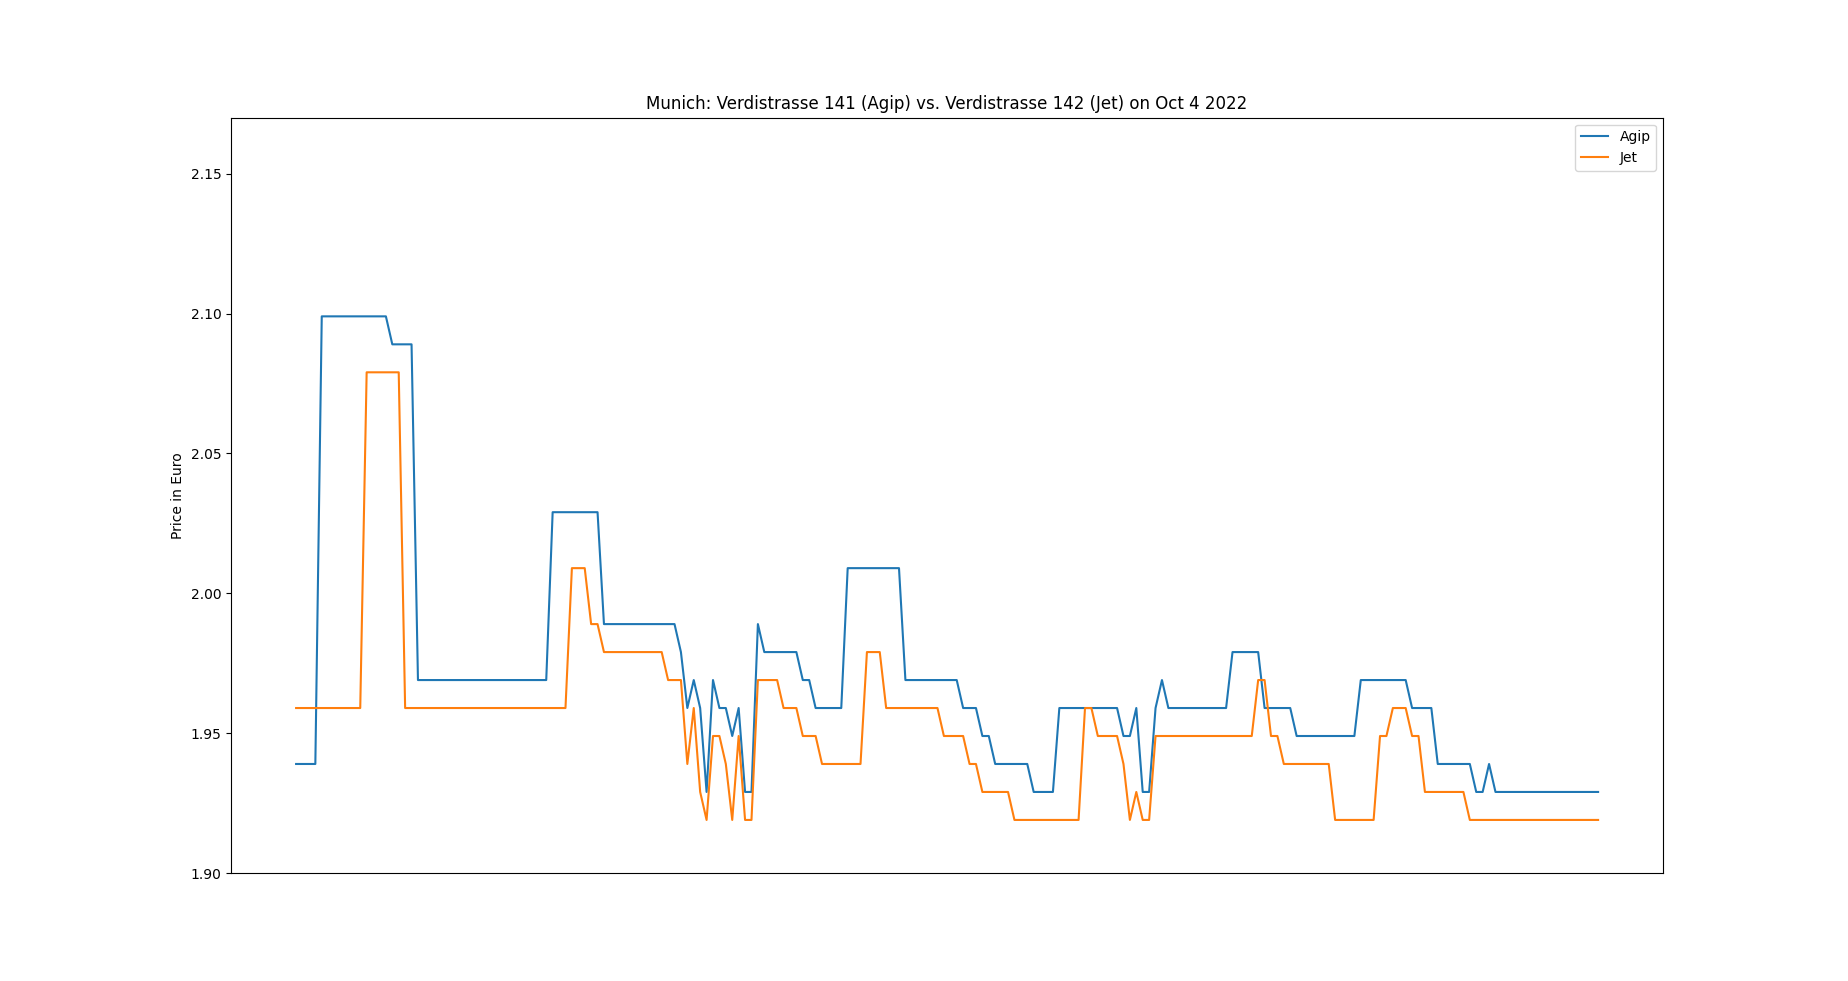 Munich: Verdistrasse 141 (Agip) vs. Verdistrasse 142 (Jet) on Oct 4 2022
Agip
Jet
2.15
2.10
2.05
2.00
1.95
1.90
Price in Euro